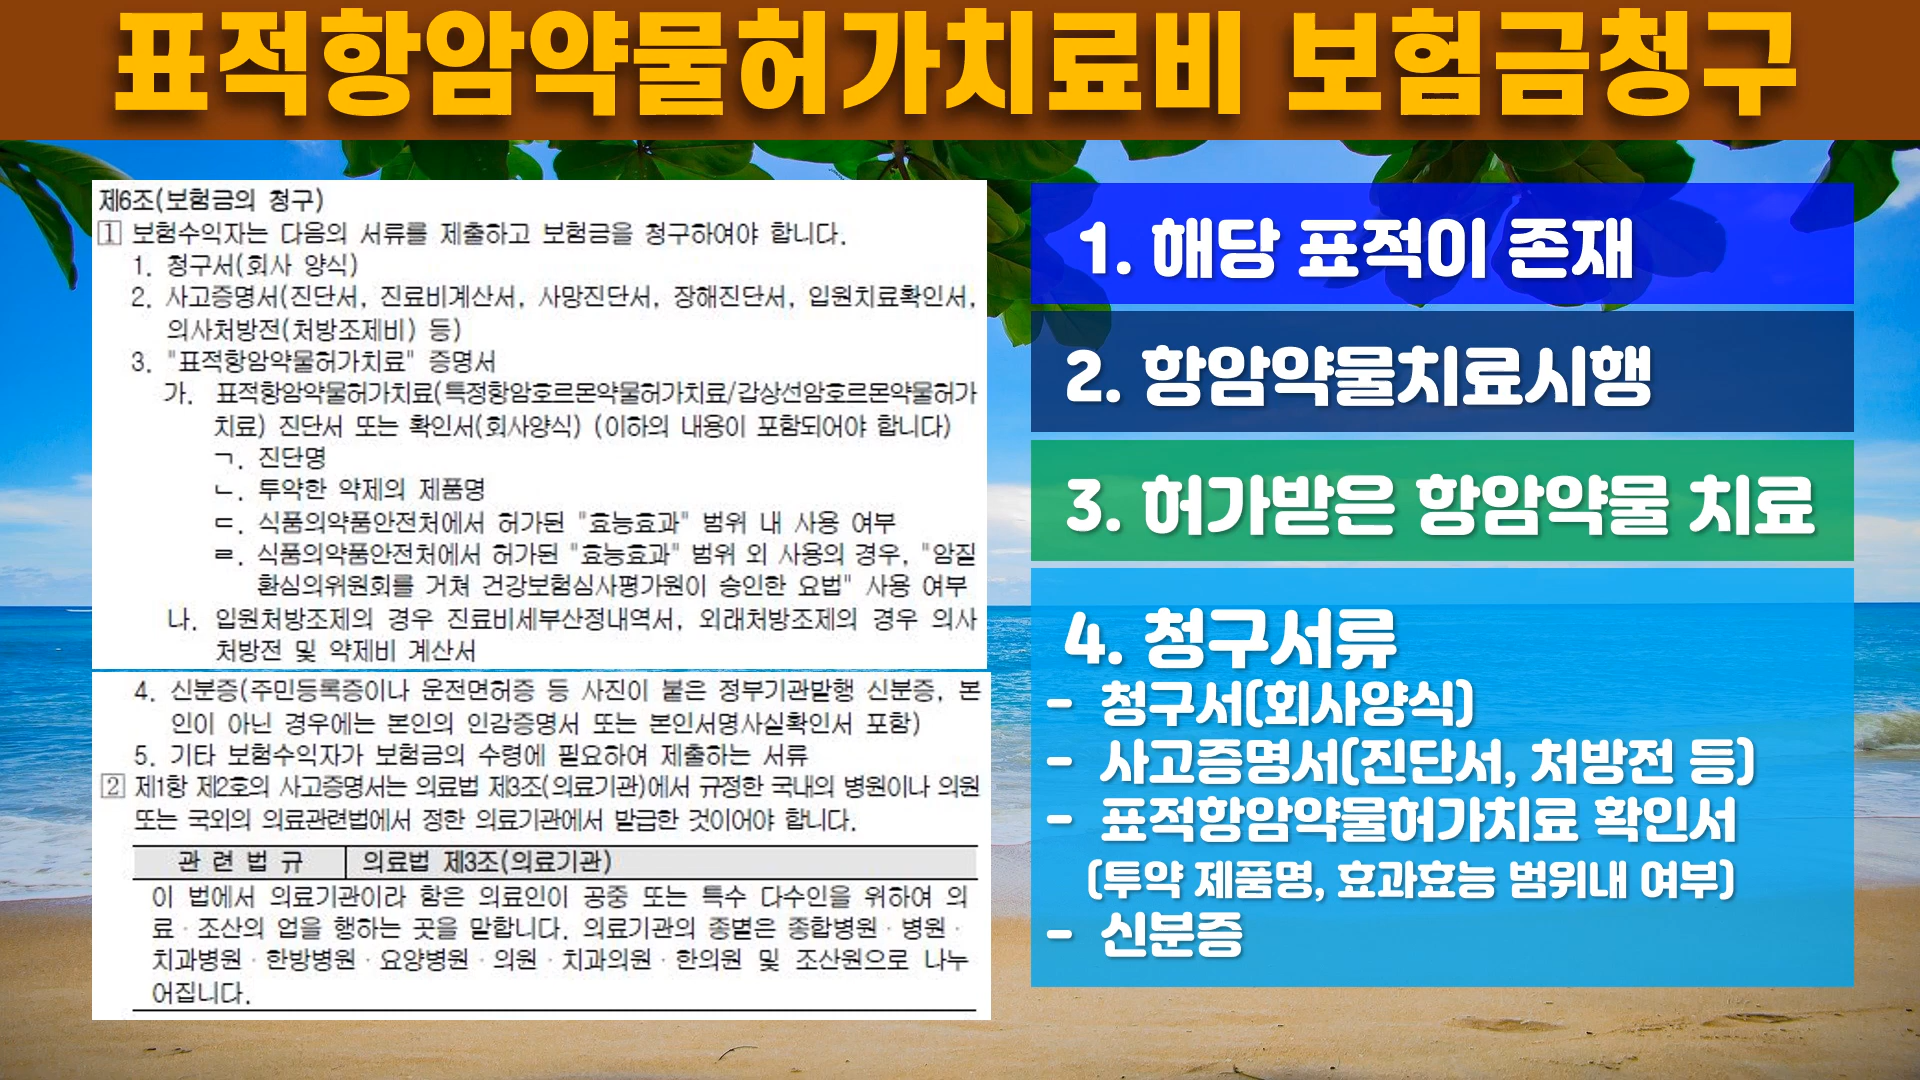 표적항암약물허가치료비 보험금청구
제6조(보험금의 청구)
1 보험수익자는 다음의 서류를 제출하고 보험금을 청구하여야 합니다.
1. 청구서(회사 양식)
2. 사고증명서(진단서, 진료비계산서, 사망진단서, 장해진단서, 입원치료확인서,
의사처방전(처방조제비) 등)
3. "표적항암약물허가치료" 증명서
가. 표적항암약물허가치료(특정항암호르몬약물허가치료/갑상선암호르몬약물허가
치료) 진단서 또는 확인서(회사양식) (이하의 내용이 포함되어야 합니다)
ㄱ. 진단명
ㄴ. 투약한 약제의 제품명
ㄷ. 식품의약품안전처에서 허가된 "효능효과" 범위 내 사용 여부
ㄹ. 식품의약품안전처에서 허가된 "효능효과" 범위 외 사용의 경우, "암질
환심의위원회를 거쳐 건강보험심사평가원이 승인한 요법" 사용 여부
나. 입원처방조제의 경우 진료비세부산정내역서, 외래처방조제의 경우 의사
처방전 및 약제비 계산서
4. 신분증(주민등록증이나 운전면허증 등 사진이 붙은 정부기관발행 신분증, 본
인이 아닌 경우에는 본인의 인감증명서 또는 본인서명사실확인서 포함)
5. 기타 보험수익자가 보험금의 수령에 필요하여 제출하는 서류
2 제1항 제2호의 사고증명서는 의료법 제3조(의료기관)에서 규정한 국내의 병원이나 의원
또는 국외의 의료관련법에서 정한 의료기관에서 발급한 것이어야 합니다.
관 련 법 규 의료법 제3조(의료기관)
이 법에서 의료기관이라 함은 의료인이 공중 또는 특수 다수인을 위하여 의
료·조산의 업을 행하는 곳을 말합니다. 의료기관의 종별은 종합병원·병원·
치과병원·한방병원·요양병원·의원·치과의원·한의원 및 조산원으로 나누
어집니다.
1. 해당 표적이 존재
2. 항암약물치료시행
3. 허가받은 항암약물 치료
4. 청구서류
- 청구서(회사양식)
- 사고증명서(진단서, 처방전 등)
- 표적항암약물허가치료 확인서
(투약 제품명, 효과효능 범위내 여부)
- 신분증